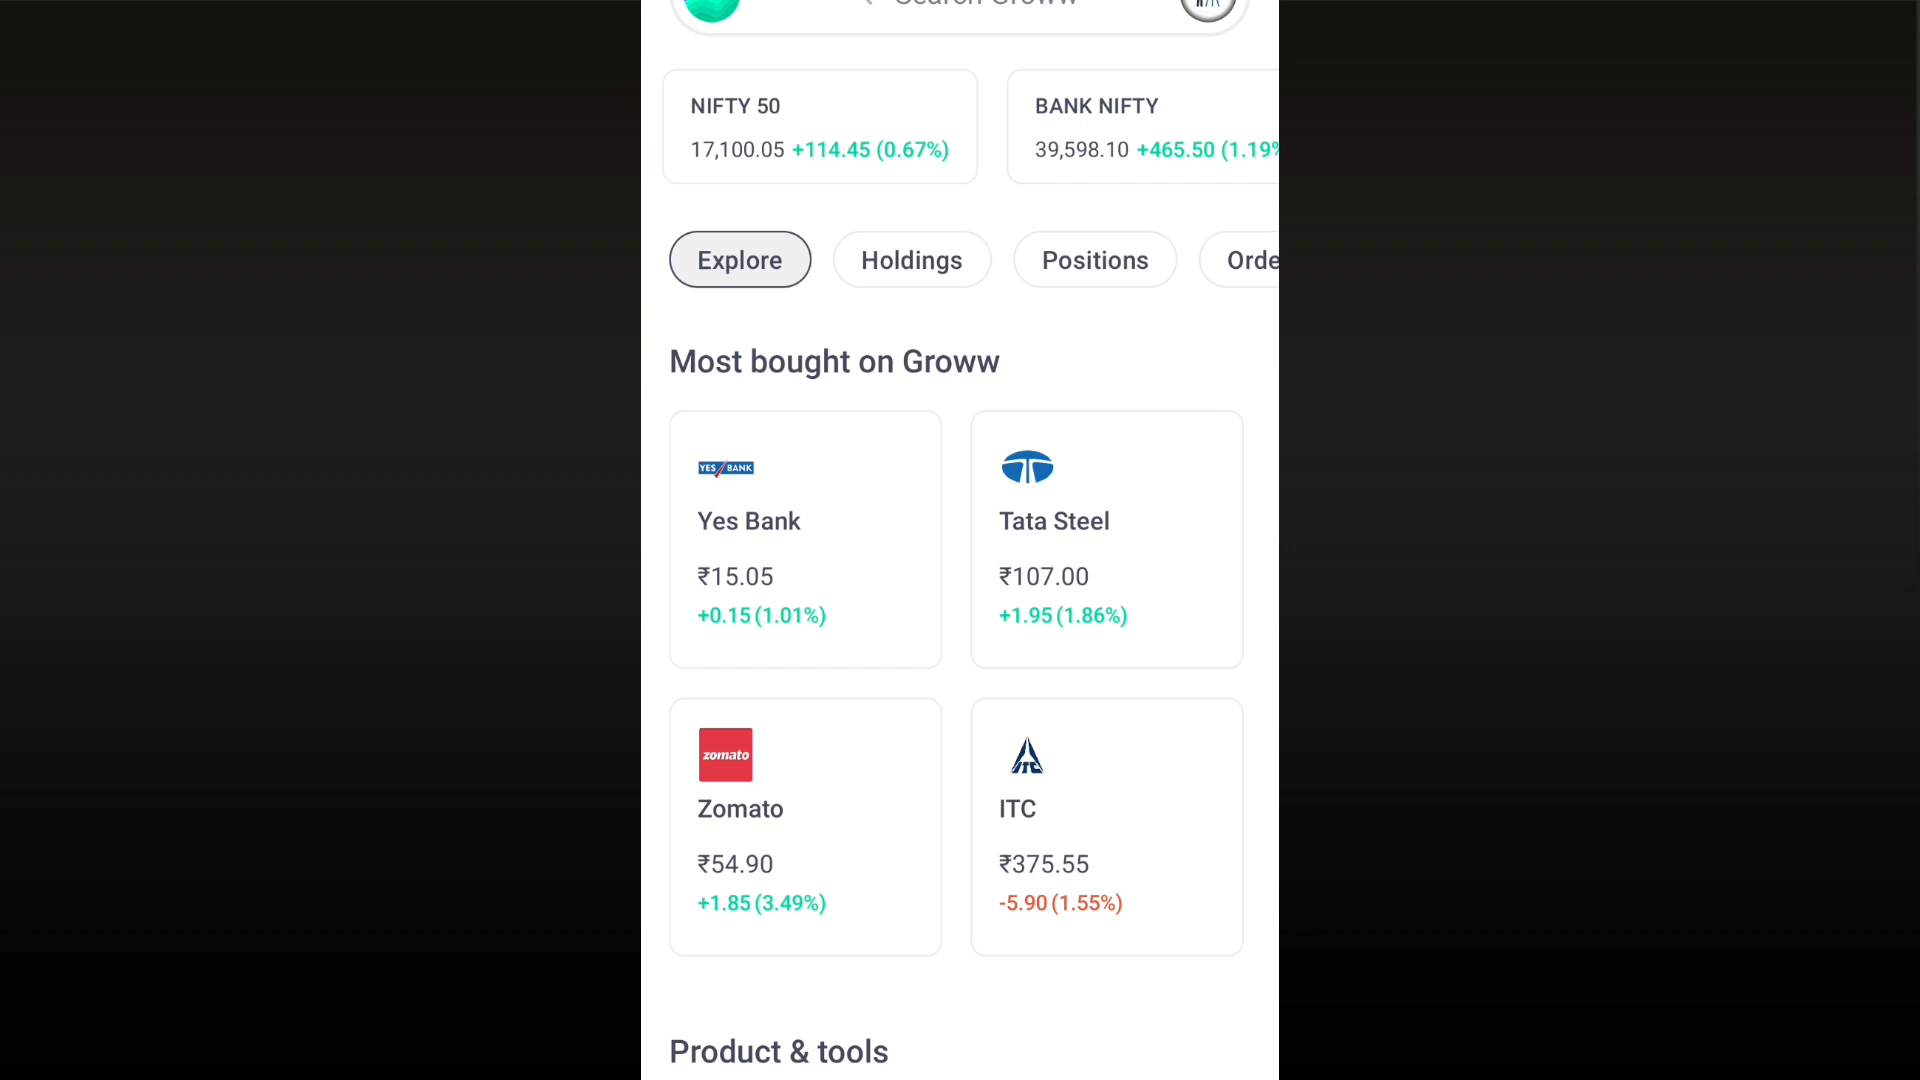 Search Groww
NIFTY 50
17,100.05 +114.45 (0.67%)
BANK NIFTY
39,598.10 +465.50 (1.19%
Explore
Holdings
Positions
Orde
Most bought on Groww
YES BANK
Yes Bank
₹15.05
+0.15 (1.01%)
Tata Steel
₹107.00
+1.95 (1.86%)
zomato
Zomato
₹54.90
+1.85 (3.49%)
ITC
ITC
₹375.55
-5.90 (1.55%)
Product & tools